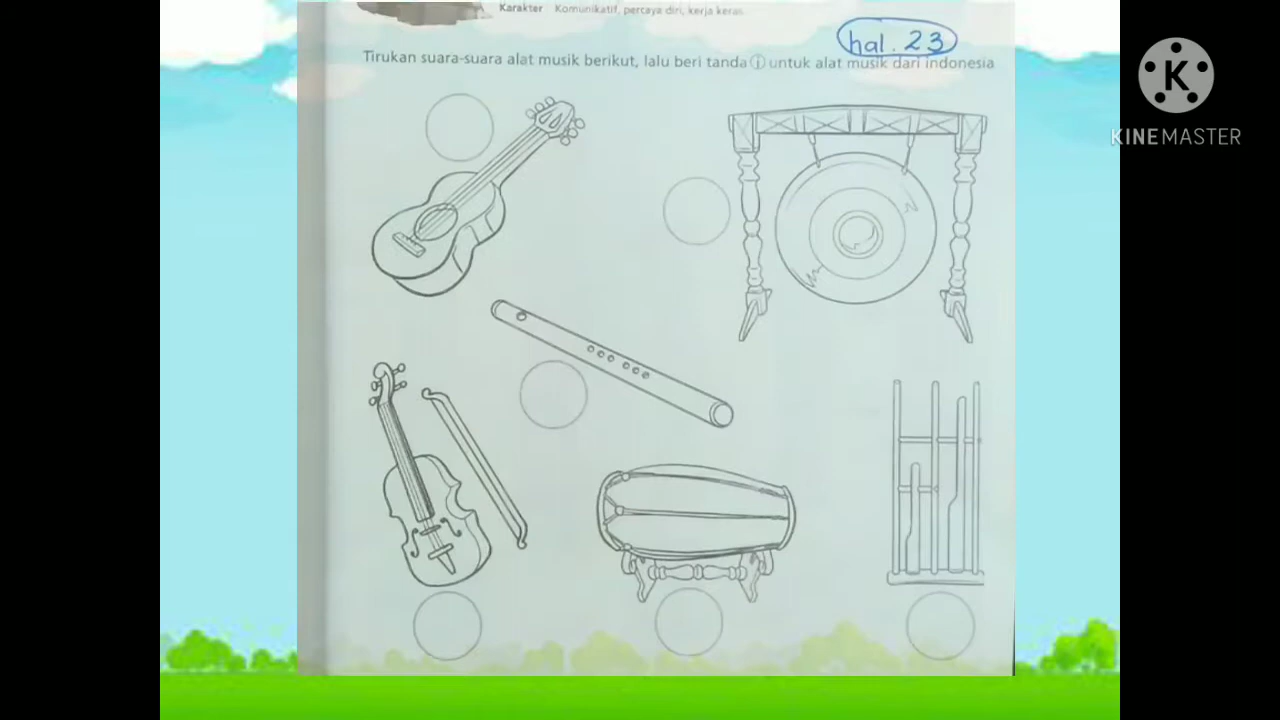 Karakter Komunikatif, percaya diri, kerja keras.
hal. 23
Tirukan suara-suara alat musik berikut, lalu beri tanda i untuk alat musik dari indonesia
K
KINEMASTER